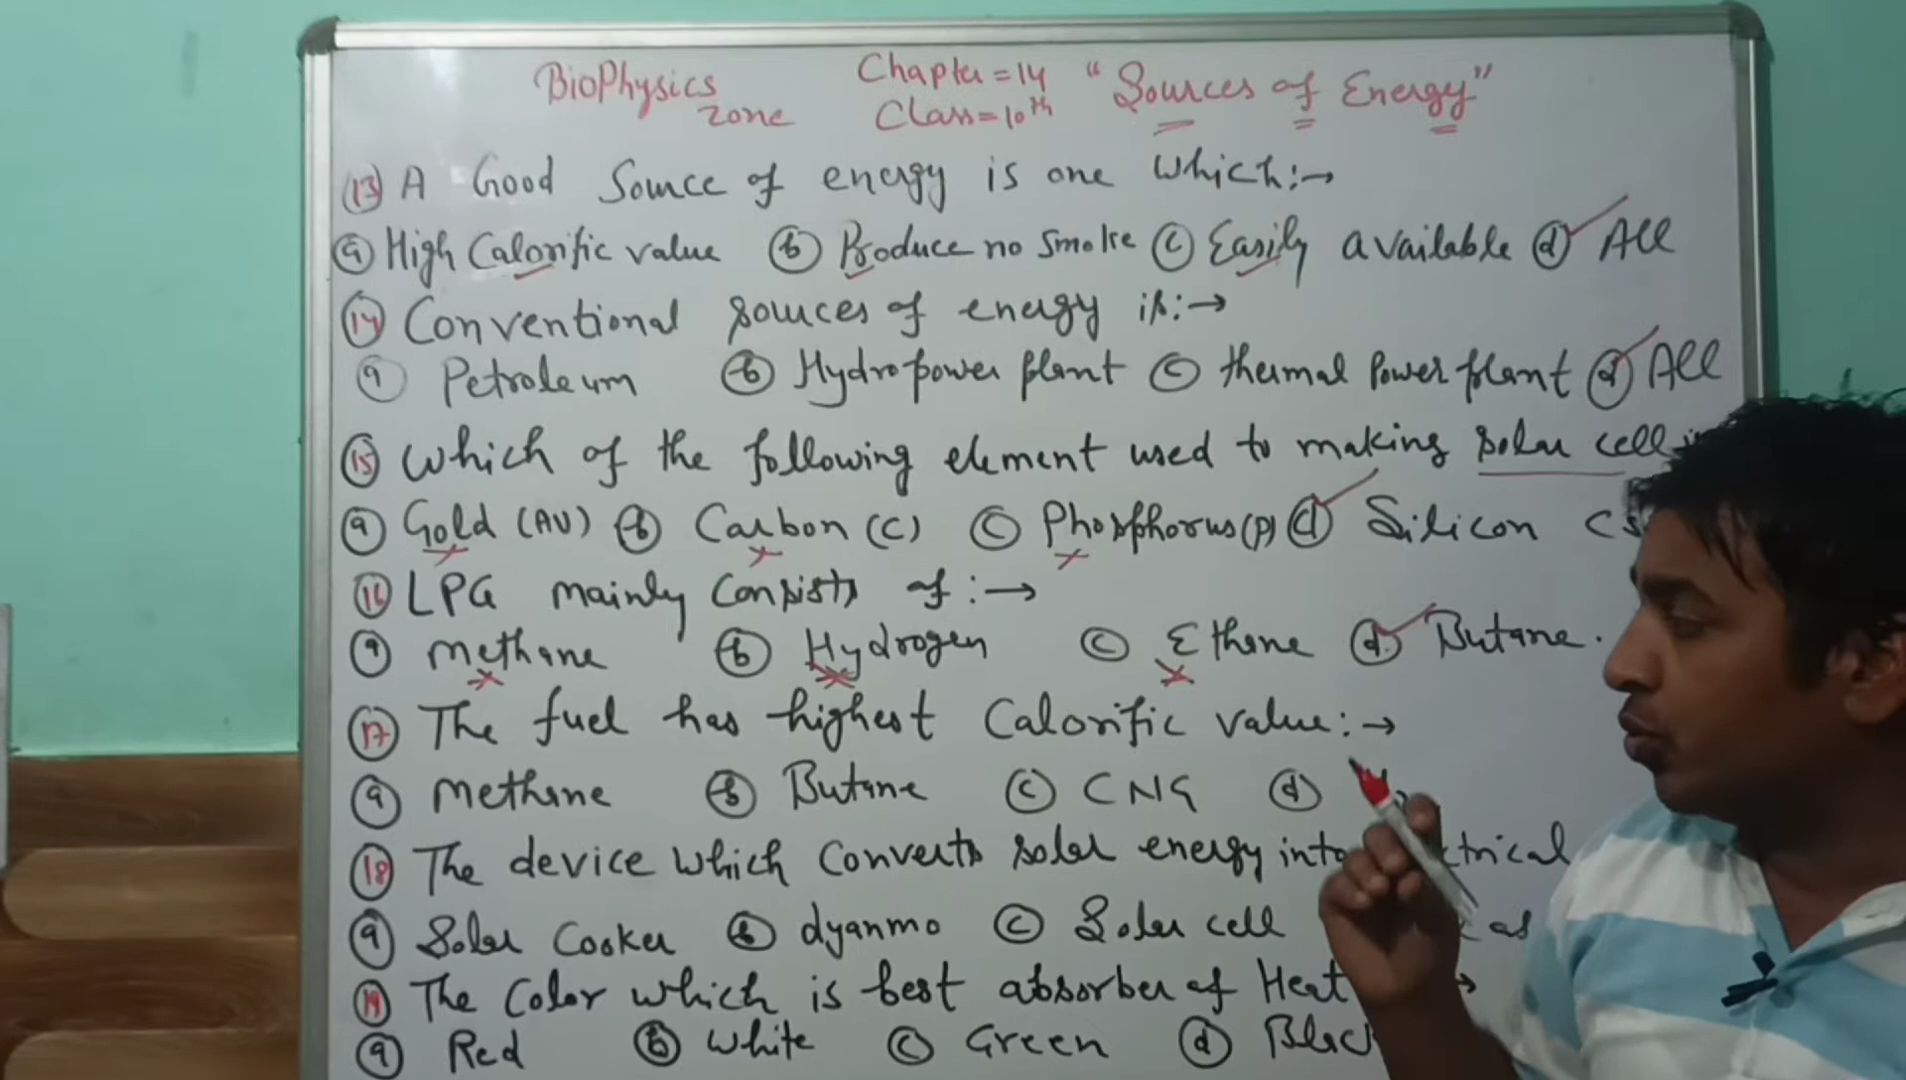 BioPhysics zone
Chapter = 14 "Sources of Energy"
Class = 10th
13 A Good Source of energy is one which:→
a High Calorific value b Produce no smoke c Easily available d All
14 Conventional sources of energy is:→
a Petroleum b Hydropower plant c thermal Power plant d All
15 Which of the following element used to making solar cell
a Gold (AU) b Carbon (C) c Phosphorus (P) d Silicon
16 LPG mainly Consists of:→
a Methane b Hydrogen c Ethane d Butane.
17 The fuel has highest Calorific value:→
a Methane b Butane c CNG d
18 The device which Converts solar energy into
a Solar Cooker b dyanmo c Solar cell
19 The Color which is best absorber of Heat →
a Red b White c Green d